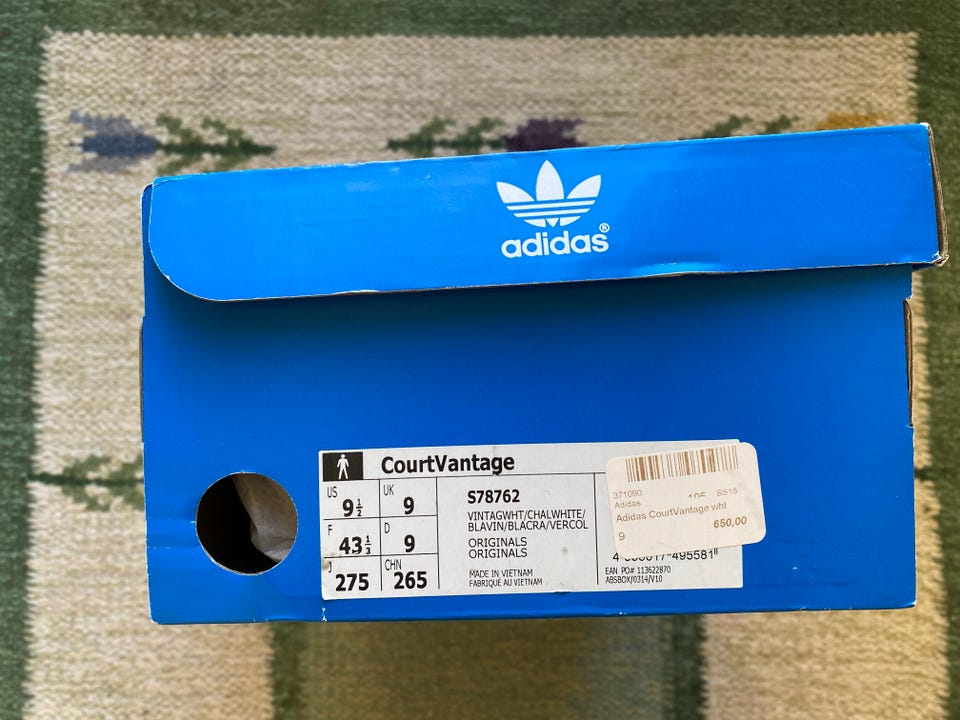 adidas®
CourtVantage
US 9½
UK 9
F 43⅓
D 9
J 275
CHN 265
S78762
VINTAGWHT/CHALWHITE/
BLAVIN/BLACRA/VERCOL
ORIGINALS
ORIGINALS
MADE IN VIETNAM
FABRIQUÉ AU VIETNAM
371090 SS16
Adidas
Adidas CourtVantage wht
650,00
9
495581
EAN PO# 113622870
ABSBOX/0314/V10